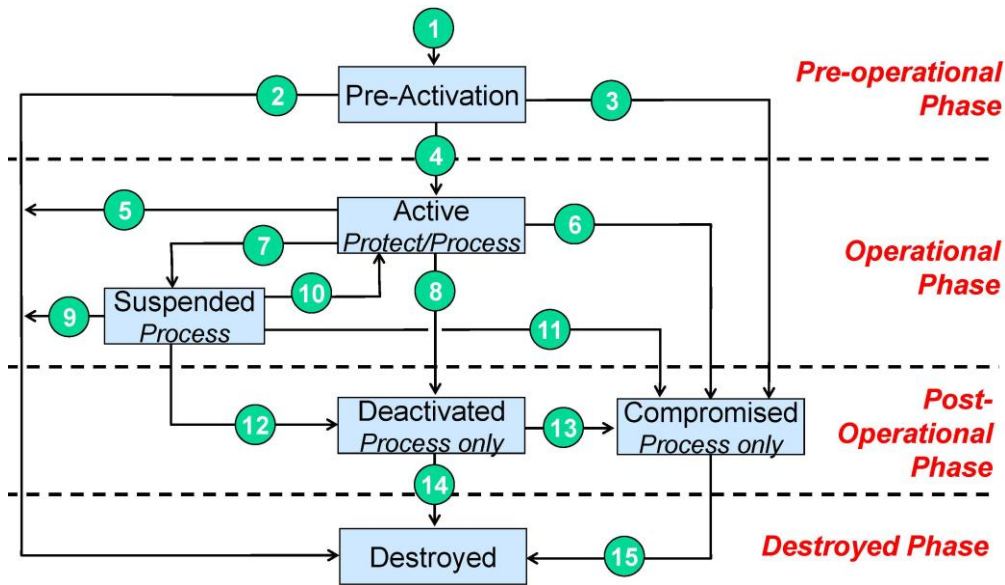 1
Pre-operational
Phase
2
Pre-Activation
3
4
5
Active
Protect/Process
6
Operational
Phase
7
10
8
Suspended
Process
9
11
Post-
Operational
Phase
12
Deactivated
Process only
13
Compromised
Process only
14
Destroyed
15
Destroyed Phase